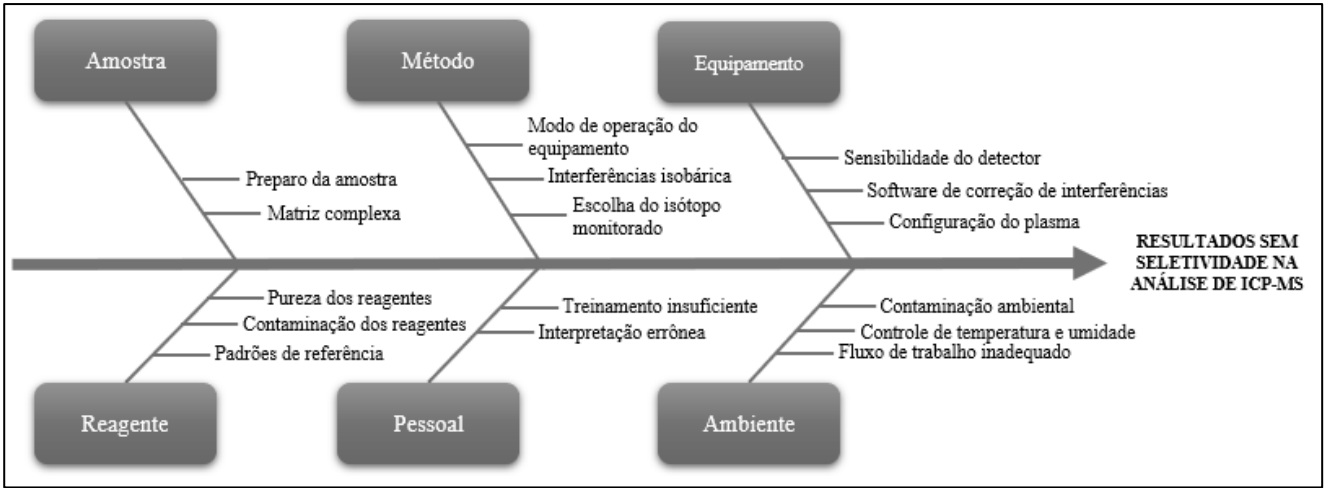 Amostra
Método
Equipamento
Preparo da amostra
Matriz complexa
Modo de operação do
equipamento
Interferências isobárica
Escolha do isótopo
monitorado
Sensibilidade do detector
Software de correção de interferências
Configuração do plasma
RESULTADOS SEM
SELETIVIDADE NA
ANÁLISE DE ICP-MS
Pureza dos reagentes
Contaminação dos reagentes
Padrões de referência
Treinamento insuficiente
Interpretação errônea
Contaminação ambiental
Controle de temperatura e umidade
Fluxo de trabalho inadequado
Reagente
Pessoal
Ambiente